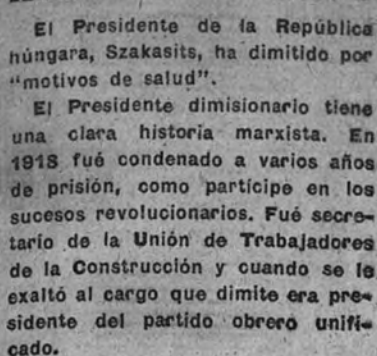 El Presidente de la República
húngara, Szakasits, ha dimitido por
“motivos de salud”.
El Presidente dimisionario tiene
una clara historia marxista. En
1918 fué condenado a varios años
de prisión, como partícipe en los
sucesos revolucionarios. Fué secre-
tario de la Unión de Trabajadores
de la Construcción y cuando se le
exaltó al cargo que dimite era pre-
sidente del partido obrero unifi-
cado.